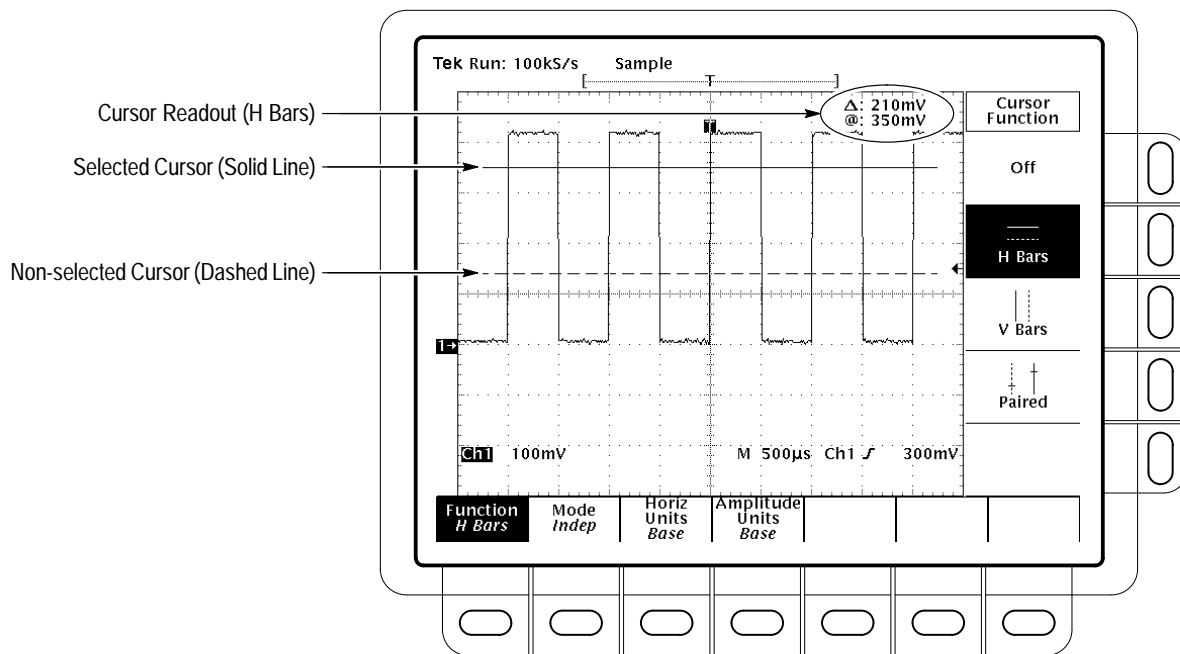 Tek Run: 100kS/s Sample
[ T ]
Cursor Readout (H Bars)
Δ: 210mV
@: 350mV
Cursor
Function
T
Selected Cursor (Solid Line)
Off
Non-selected Cursor (Dashed Line)
H Bars
V Bars
1→
Paired
Ch1 100mV M 500µs Ch1 300mV
Function
H Bars
Mode
Indep
Horiz
Units
Base
Amplitude
Units
Base